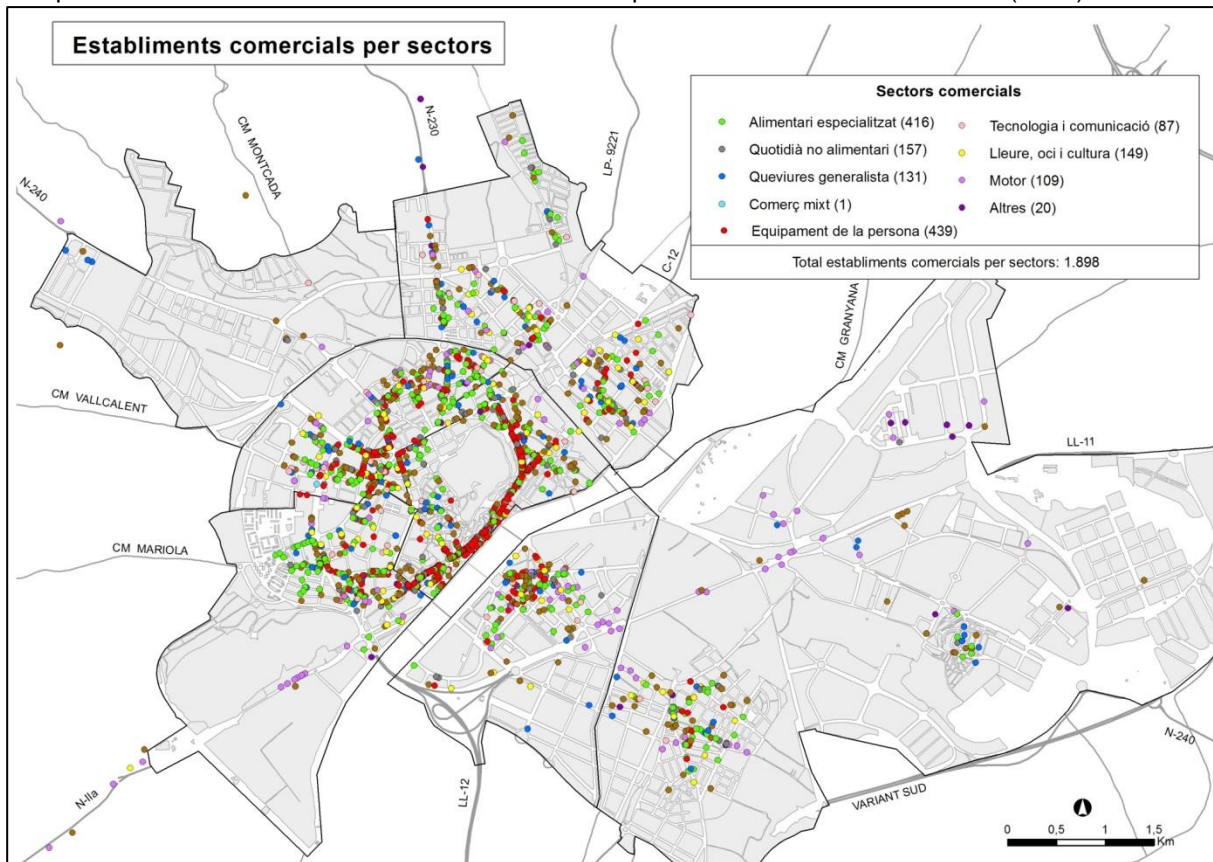 Establiments comercials per sectors
Sectors comercials
Alimentari especialitzat (416)
Quotidià no alimentari (157)
Queviures generalista (131)
Comerç mixt (1)
Equipament de la persona (439)
Tecnologia i comunicació (87)
Lleure, oci i cultura (149)
Motor (109)
Altres (20)
Total establiments comercials per sectors: 1.898
N-240
CM MONTCADA
N-230
LP- 9221
C-12
CM GRANYANA
CM VALLCALENT
LL-11
CM MARIOLA
N-IIa
LL-12
VARIANT SUD
N-240
0 0,5 1 1,5
Km